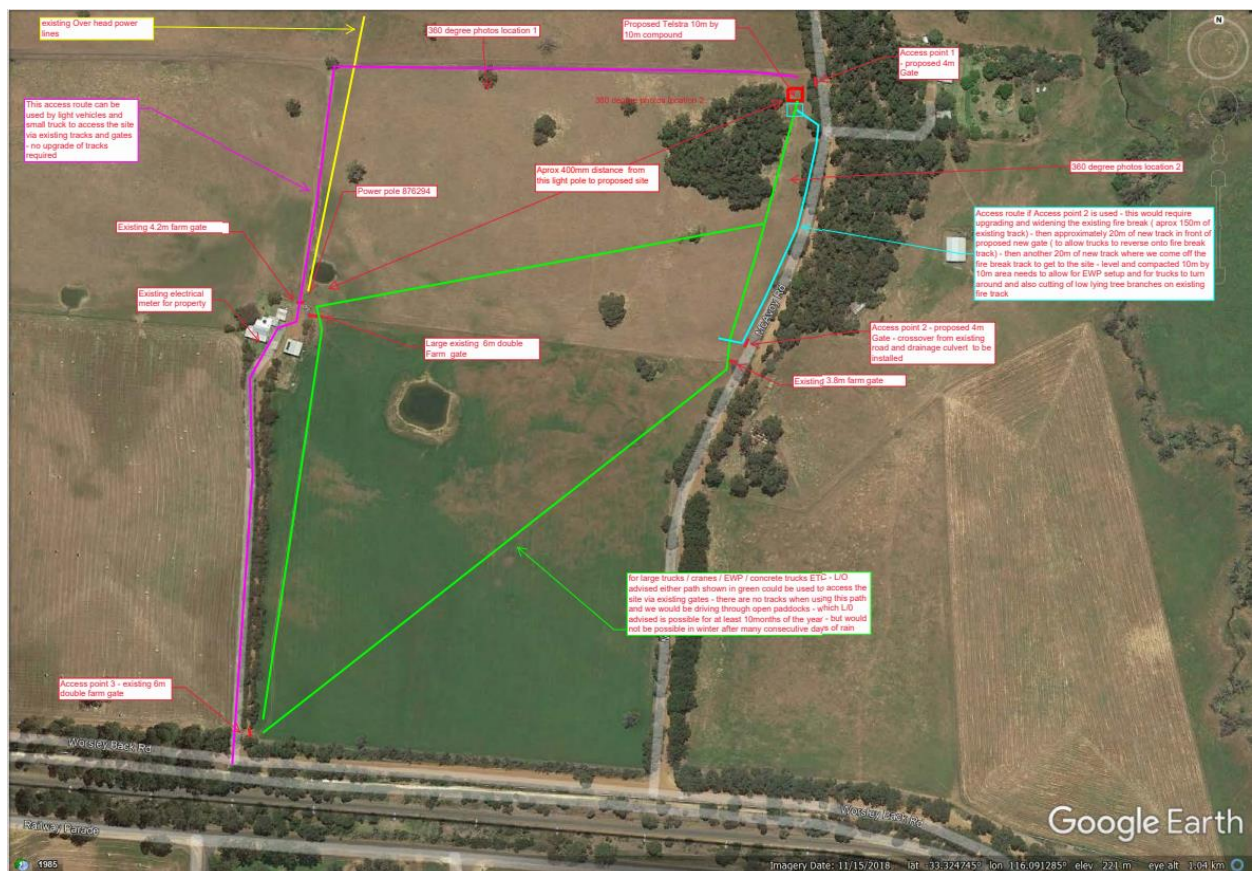 existing Over head power
lines
360 degree photos location 1
Proposed Telstra 10m by
10m compound
N
Access point 1
- proposed 4m
Gate
This access route can be
used by light vehicles and
small truck to access the site
via existing tracks and gates
- no upgrade of tracks
required
360 degree photos location 2
Aprox 400mm distance from
this light pole to proposed site
360 degree photos location 2
Power pole 876294
Existing 4.2m farm gate
Access route if Access point 2 is used - this would require
upgrading and widening the existing fire break ( aprox 150m of
existing track) - then approximately 20m of new track in front of
proposed new gate ( to allow trucks to reverse onto fire break
track) - then another 20m of new track where we come off the
fire break track to get to the site - level and compacted 10m by
10m area needs to allow for EWP setup and for trucks to turn
around and also cutting of low lying tree branches on existing
fire track
Existing electrical
meter for property
McAvoy Rd
Large existing 6m double
Farm gate
Access point 2 - proposed 4m
Gate - crossover from existing
road and drainage culvert to be
installed
Existing 3.8m farm gate
for large trucks / cranes / EWP / concrete trucks ETC - L/O
advised either path shown in green could be used to access the
site via existing gates - there are no tracks when using this path
and we would be driving through open paddocks - which L/0
advised is possible for at least 10months of the year - but would
not be possible in winter after many consecutive days of rain
Access point 3 - existing 6m
double farm gate
Worsley Back Rd
Worsley Back Rd
Railway Parade
Google Earth
1985
Imagery Date: 11/15/2018 lat -33.324745° lon 116.091285° elev 221 m eye alt 1.04 km